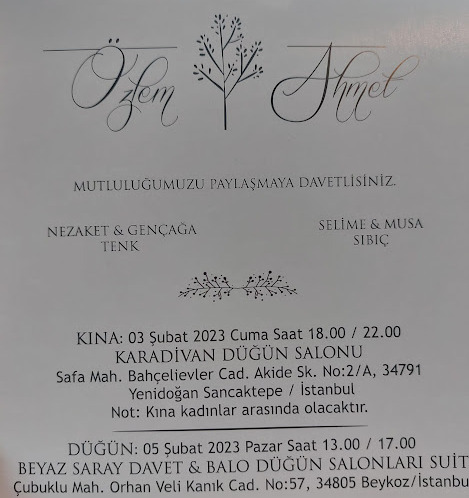 Özlem Ahmet
MUTLULUĞUMUZU PAYLAŞMAYA DAVETLİSİNİZ.
NEZAKET & GENÇAĞA
TENK
SELİME & MUSA
SIBIÇ
KINA: 03 Şubat 2023 Cuma Saat 18.00 / 22.00
KARADİVAN DÜĞÜN SALONU
Safa Mah. Bahçelievler Cad. Akide Sk. No:2/A, 34791
Yenidoğan Sancaktepe / İstanbul
Not: Kına kadınlar arasında olacaktır.
DÜĞÜN: 05 Şubat 2023 Pazar Saat 13.00 / 17.00
BEYAZ SARAY DAVET & BALO DÜĞÜN SALONLARI SUİT
Çubuklu Mah. Orhan Veli Kanık Cad. No:57, 34805 Beykoz/İstanbu